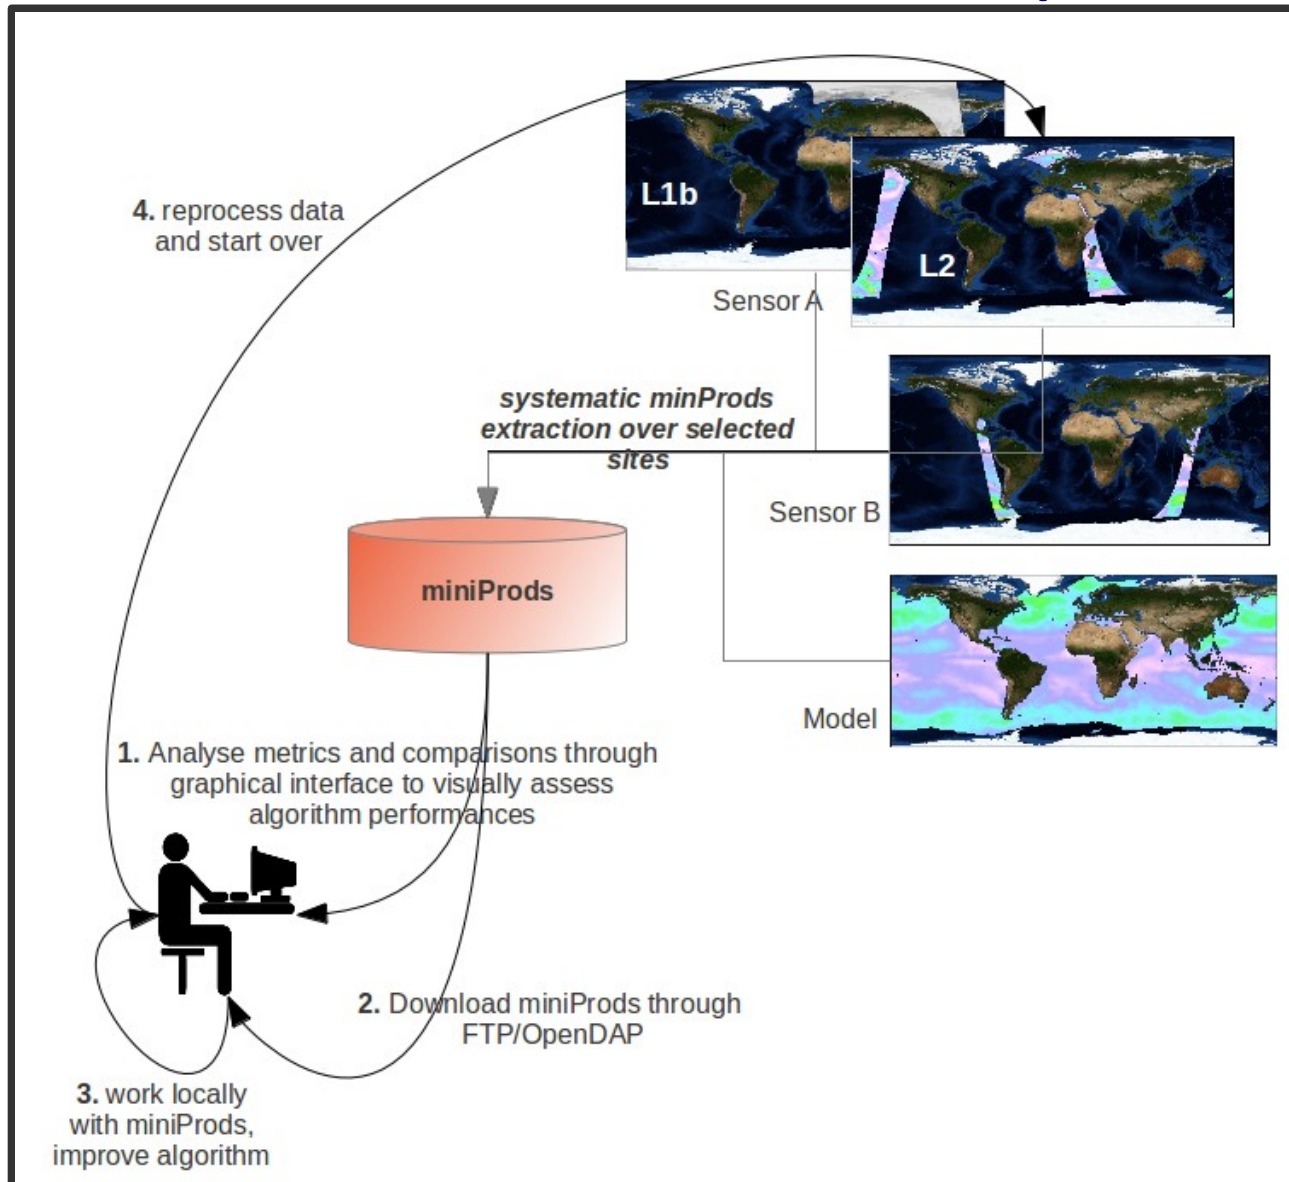 4. reprocess data
and start over
L1b
L2
Sensor A
systematic minProds
extraction over selected
sites
Sensor B
miniProds
Model
1. Analyse metrics and comparisons through
graphical interface to visually assess
algorithm performances
2. Download miniProds through
FTP/OpenDAP
3. work locally
with miniProds,
improve algorithm